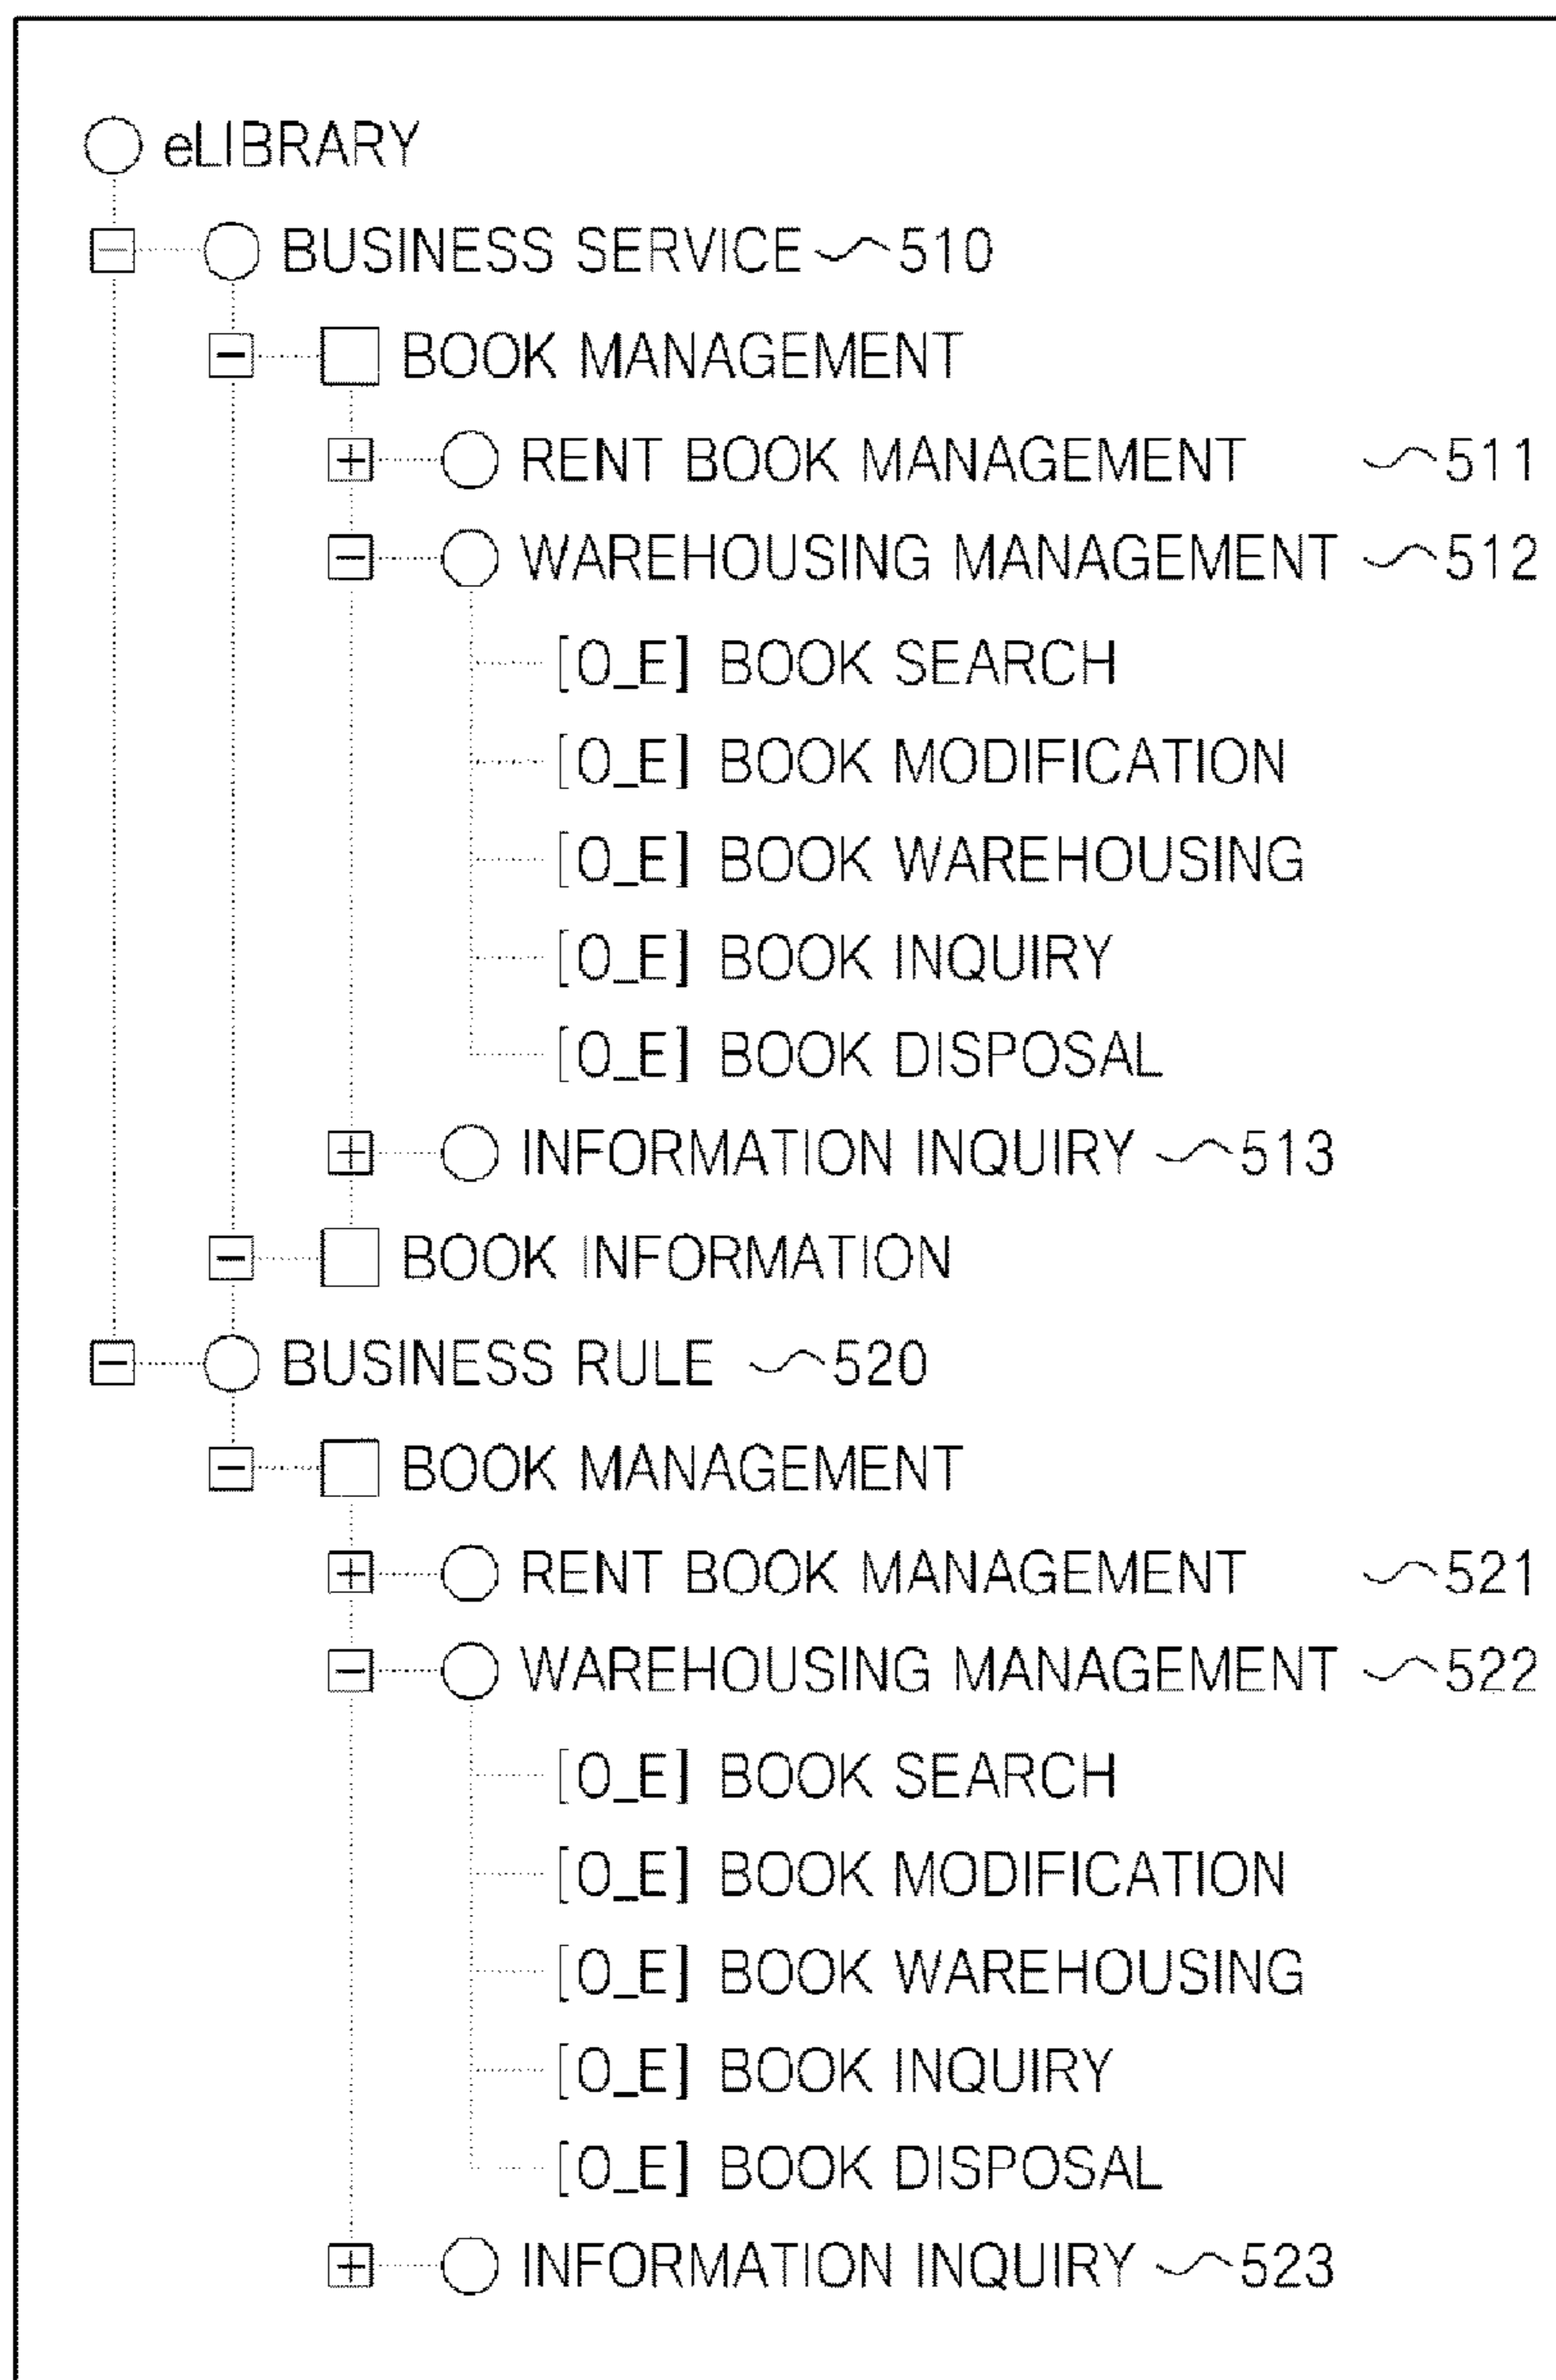 eLIBRARY
BUSINESS SERVICE 510
BOOK MANAGEMENT
RENT BOOK MANAGEMENT 511
WAREHOUSING MANAGEMENT 512
[O_E] BOOK SEARCH
[O_E] BOOK MODIFICATION
[O_E] BOOK WAREHOUSING
[O_E] BOOK INQUIRY
[O_E] BOOK DISPOSAL
INFORMATION INQUIRY 513
BOOK INFORMATION
BUSINESS RULE 520
BOOK MANAGEMENT
RENT BOOK MANAGEMENT 521
WAREHOUSING MANAGEMENT 522
[O_E] BOOK SEARCH
[O_E] BOOK MODIFICATION
[O_E] BOOK WAREHOUSING
[O_E] BOOK INQUIRY
[O_E] BOOK DISPOSAL
INFORMATION INQUIRY 523